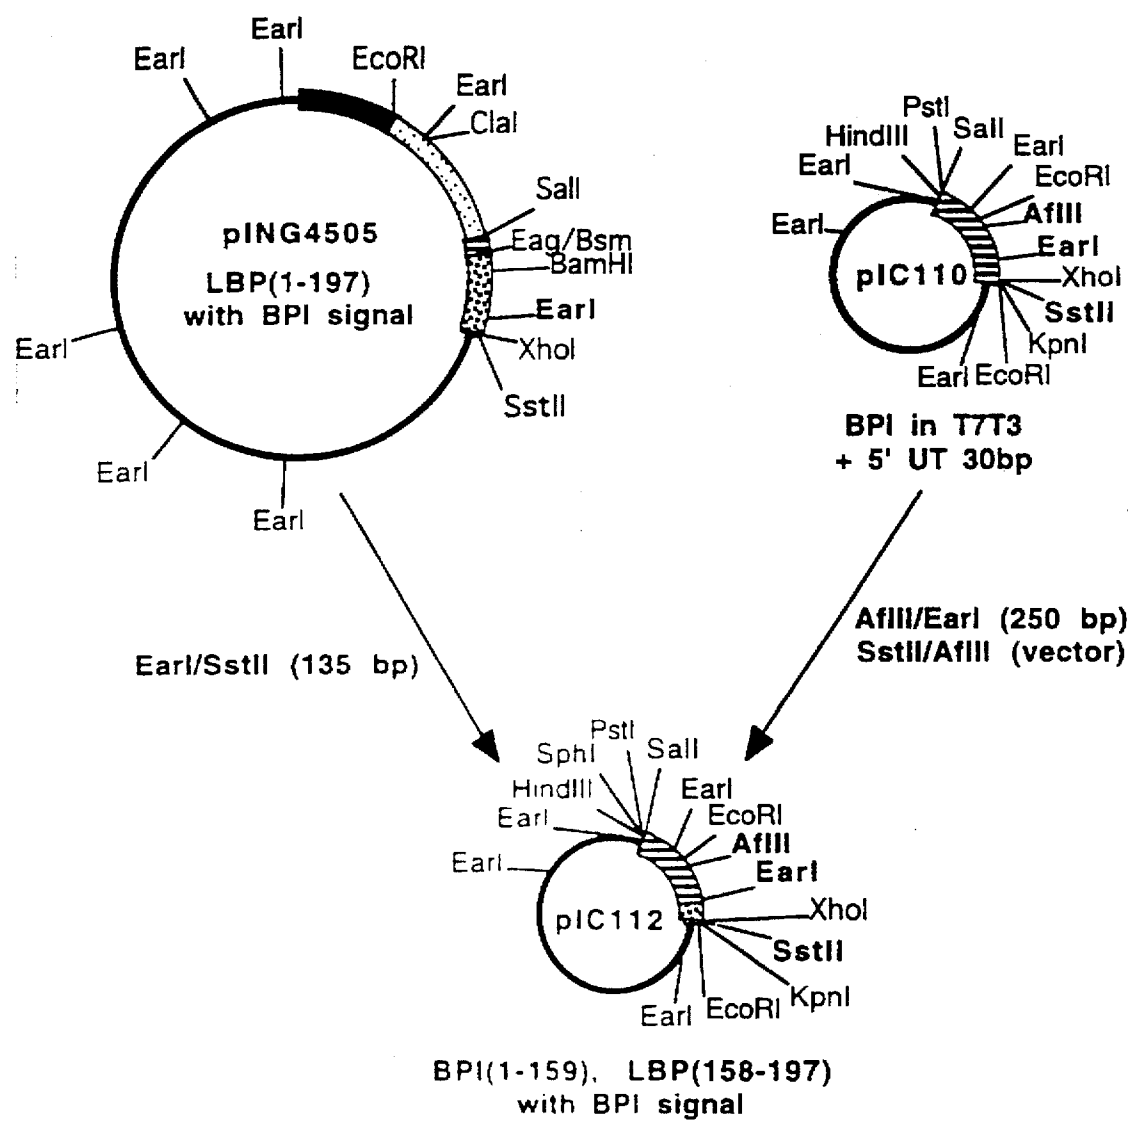 EarI
EarI
EcoRI
EarI
ClaI
SalI
Eag/Bsm
BamHI
EarI
XhoI
SstII
EarI
EarI
EarI
pING4505
LBP(1-197)
with BPI signal
PstI
HindIII
SalI
EarI
EarI
EcoRI
AflII
EarI
EarI
XhoI
SstII
KpnI
EarI
EcoRI
pIC110
BPI in T7T3
+ 5' UT 30bp
EarI/SstII (135 bp)
AflII/EarI (250 bp)
SstII/AflII (vector)
PstI
SphI
SalI
HindIII
EarI
EarI
EcoRI
AflII
EarI
EarI
XhoI
SstII
KpnI
EarI
EcoRI
pIC112
BPI(1-159), LBP(158-197)
with BPI signal